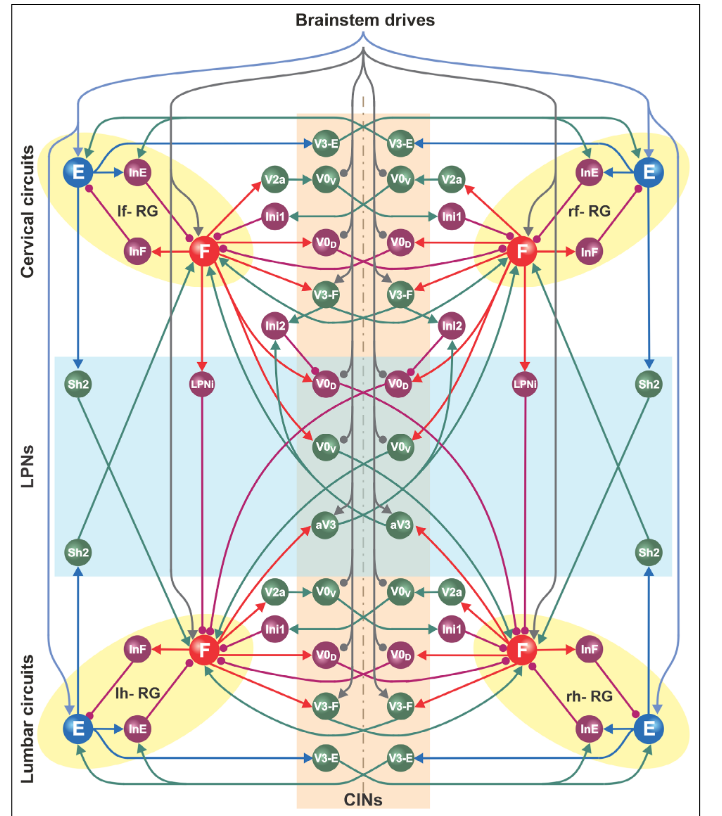 Brainstem drives
Cervical circuits
LPNs
Lumbar circuits
V3-E V3-E
E InE V2a V0V V0V V2a InE E
lf- RG Ini1 Ini1 rf- RG
InF F V0D V0D F InF
V3-F V3-F
Ini2 Ini2
Sh2 LPNi V0D V0D LPNi Sh2
V0V V0V
aV3 aV3
Sh2 Sh2
V2a V0V V0V V2a
InF F Ini1 Ini1 F InF
V0D V0D
lh- RG rh- RG
V3-F V3-F
E InE InE E
V3-E V3-E
CINs